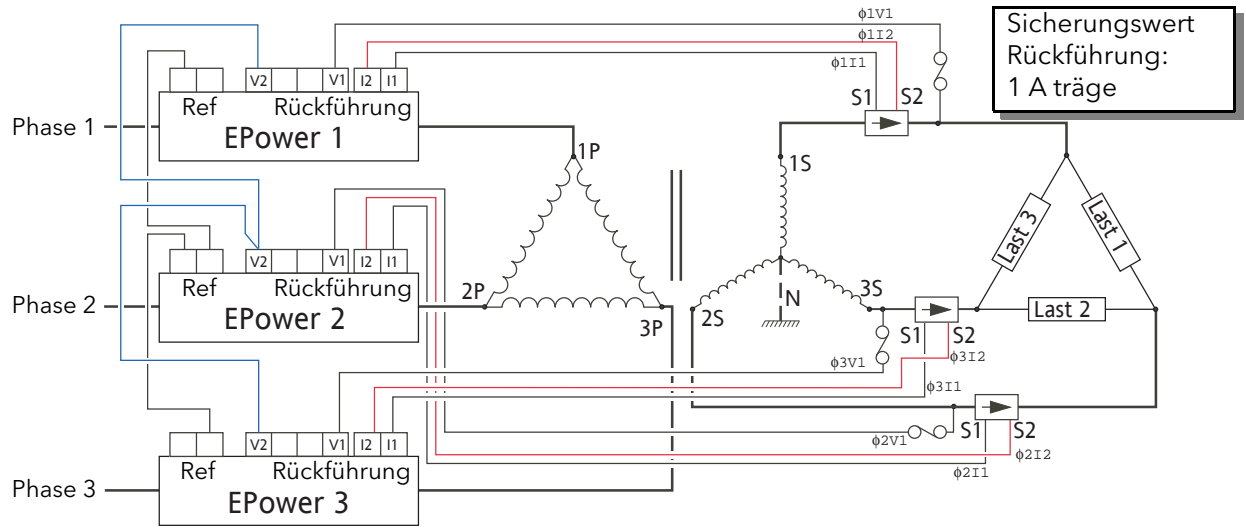 ϕ1V1
Sicherungswert
Rückführung:
1 A träge
ϕ1I2
ϕ1I1
V2 V1 I2 I1
Ref Rückführung
EPower 1
Phase 1
S1 S2
1P
1S
Last 3
Last 1
V2 V1 I2 I1
Ref Rückführung
EPower 2
Phase 2
2P
3P
N
2S
3S
S1 S2
Last 2
ϕ3V1
ϕ3I2
ϕ3I1
V2 V1 I2 I1
Ref Rückführung
EPower 3
Phase 3
S1 S2
ϕ2V1
ϕ2I2
ϕ2I1